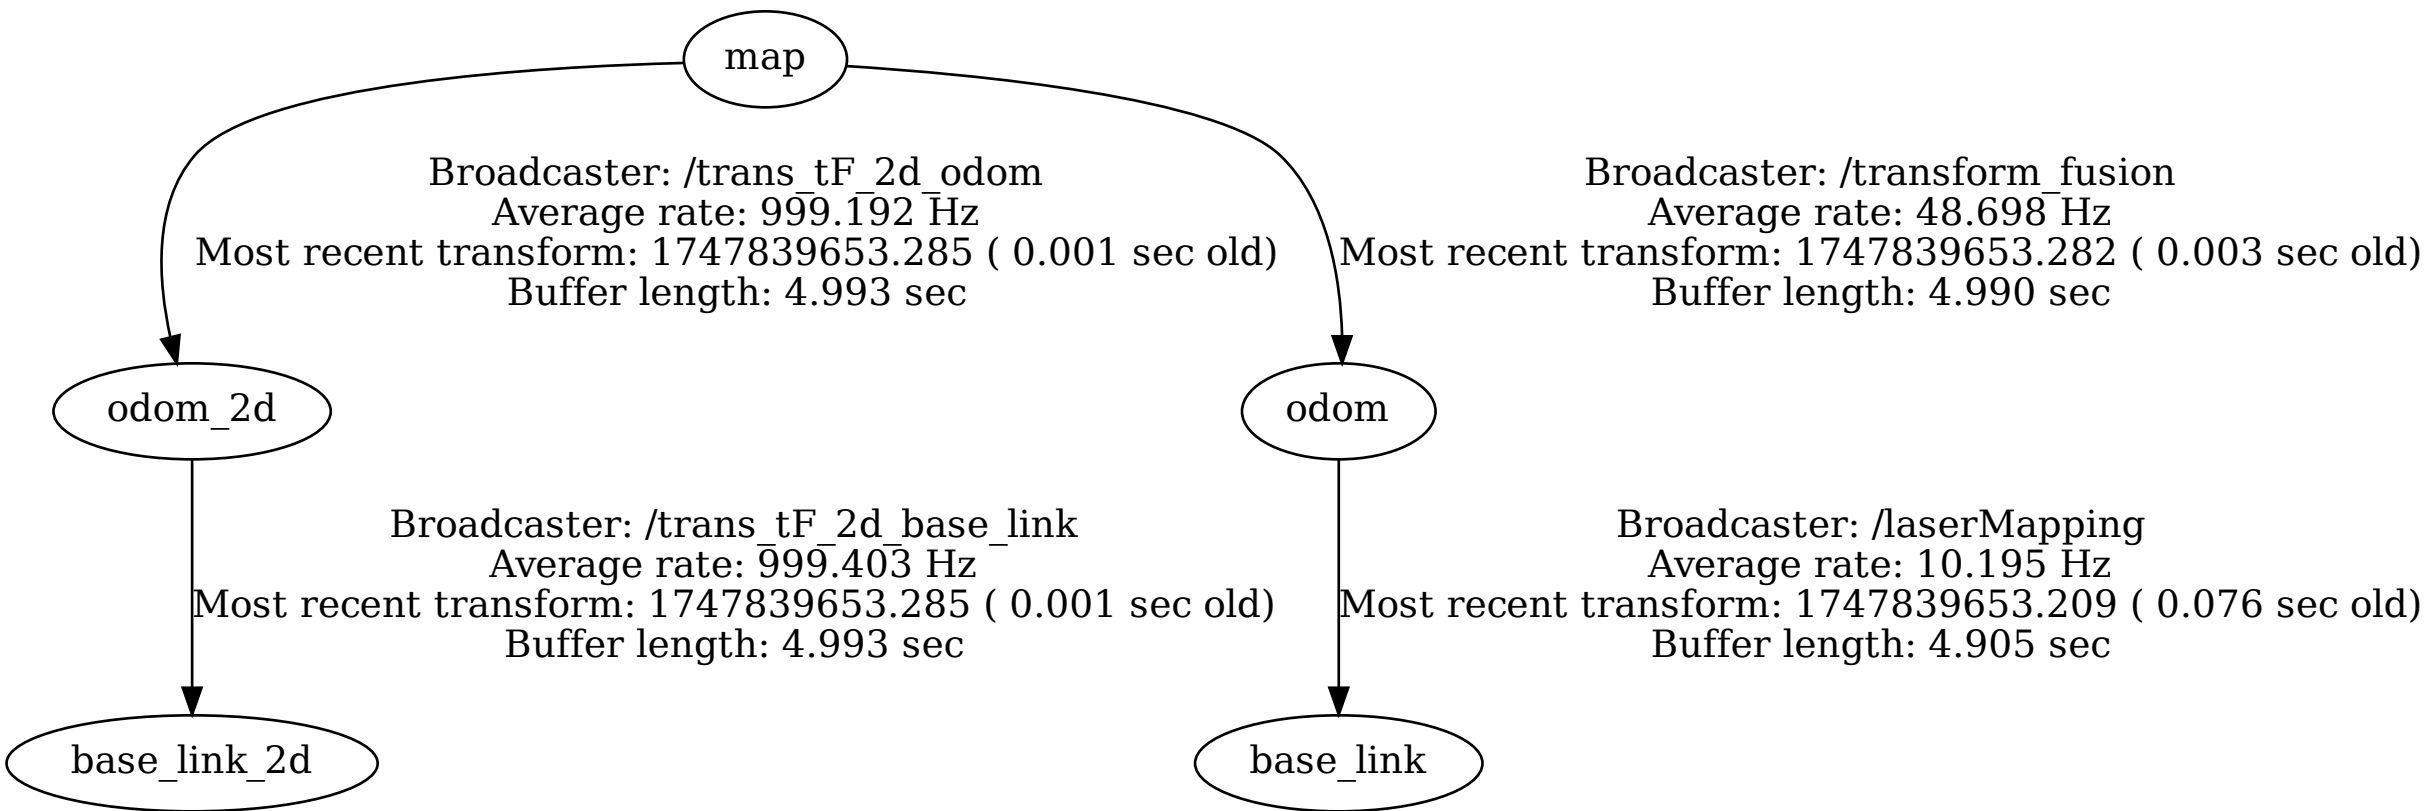 map
Broadcaster: /trans_tF_2d_odom
Average rate: 999.192 Hz
Most recent transform: 1747839653.285 ( 0.001 sec old)
Buffer length: 4.993 sec
Broadcaster: /transform_fusion
Average rate: 48.698 Hz
Most recent transform: 1747839653.282 ( 0.003 sec old)
Buffer length: 4.990 sec
odom_2d
odom
Broadcaster: /trans_tF_2d_base_link
Average rate: 999.403 Hz
Most recent transform: 1747839653.285 ( 0.001 sec old)
Buffer length: 4.993 sec
Broadcaster: /laserMapping
Average rate: 10.195 Hz
Most recent transform: 1747839653.209 ( 0.076 sec old)
Buffer length: 4.905 sec
base_link_2d
base_link